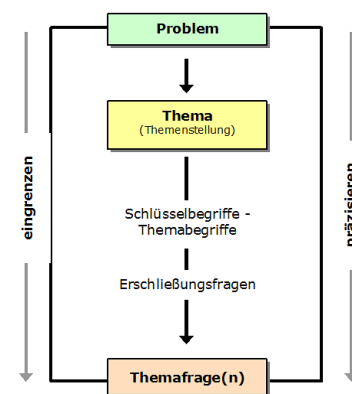 Problem
Thema
(Themenstellung)
eingrenzen
Schlüsselbegriffe -
Themabegriffe
präzisieren
Erschließungsfragen
Themafrage(n)